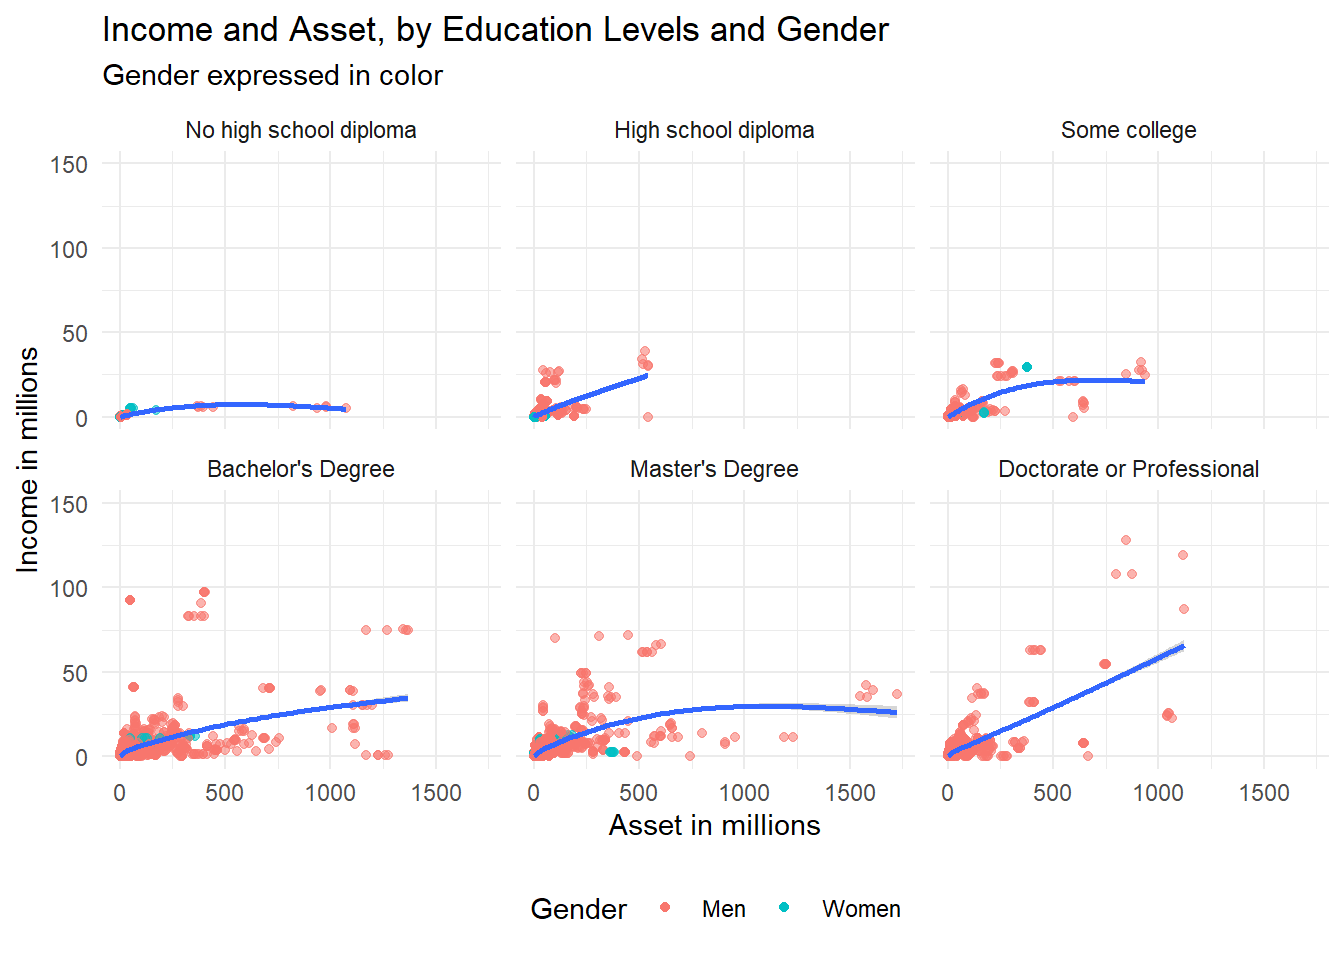 Income and Asset, by Education Levels and Gender
Gender expressed in color
No high school diploma
High school diploma
Some college
150
100
50
0
Bachelor's Degree
Master's Degree
Doctorate or Professional
150
100
50
0
Income in millions
0 500 1000 1500
0 500 1000 1500
0 500 1000 1500
Asset in millions
Gender Men Women